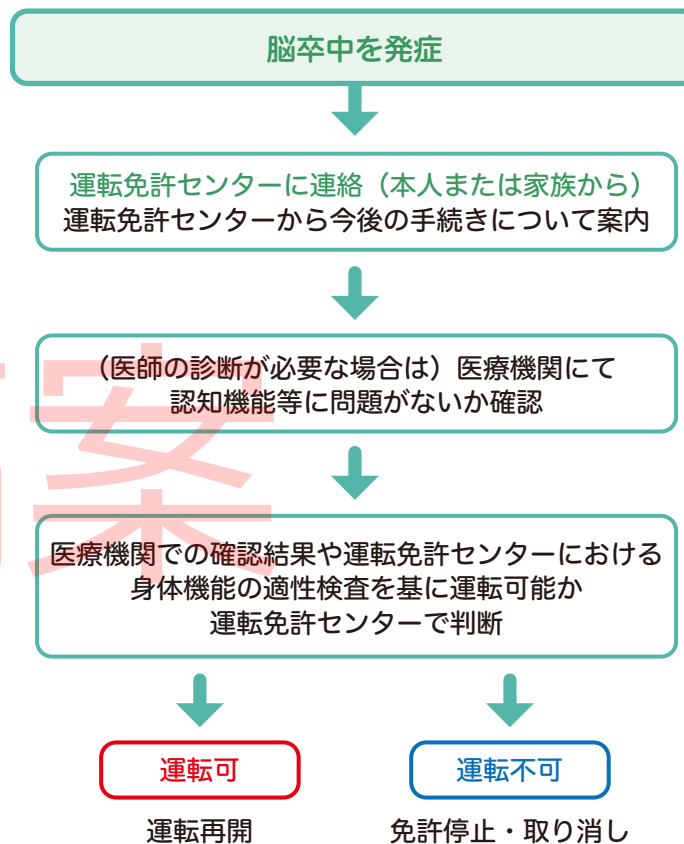 脳卒中を発症
運転免許センターに連絡（本人または家族から）
運転免許センターから今後の手続きについて案内
（医師の診断が必要な場合は）医療機関にて
認知機能等に問題がないか確認
医療機関での確認結果や運転免許センターにおける
身体機能の適性検査を基に運転可能か
運転免許センターで判断
運転可
運転不可
運転再開
免許停止・取り消し
案